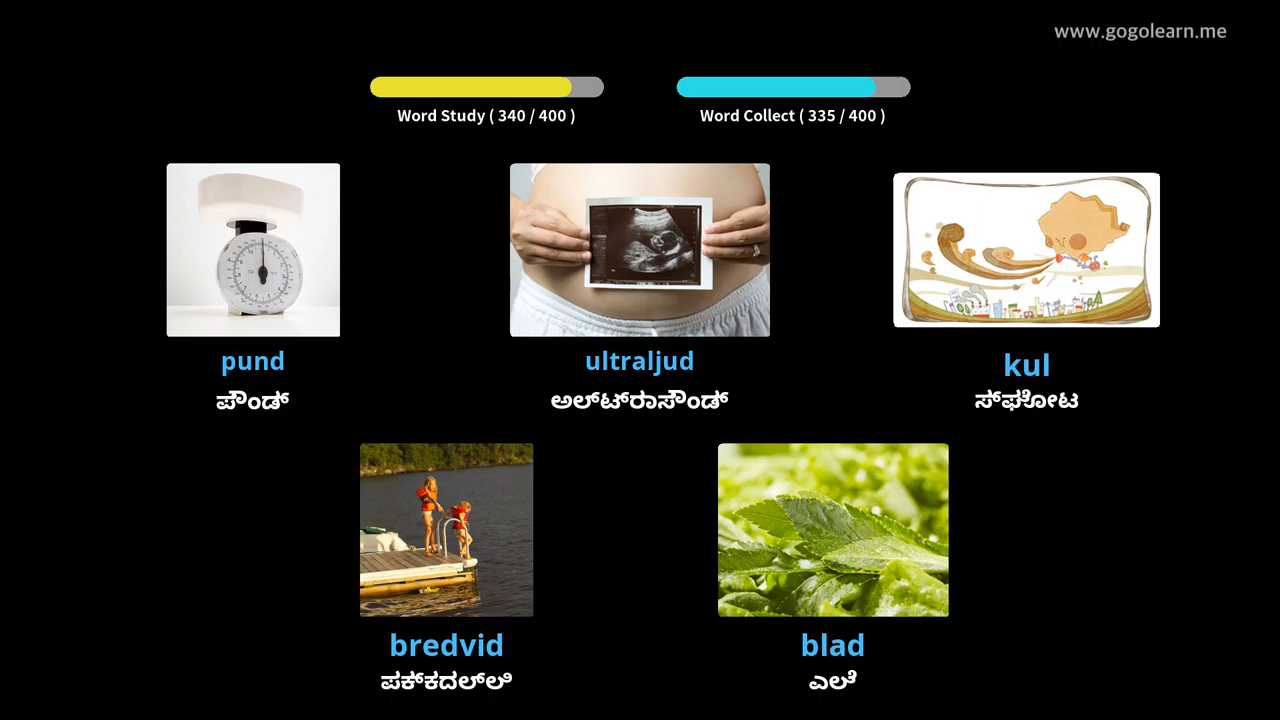 www.gogolearn.me
Word Study ( 340 / 400 )
Word Collect ( 335 / 400 )
pund
ultraljud
kul
ಪೌಂಡ್
ಅಲ್ಟ್ರಾಸೌಂಡ್
ಸ್ಫೋಟ
bredvid
blad
ಪಕ್ಕದಲ್ಲಿ
ಎಲೆ